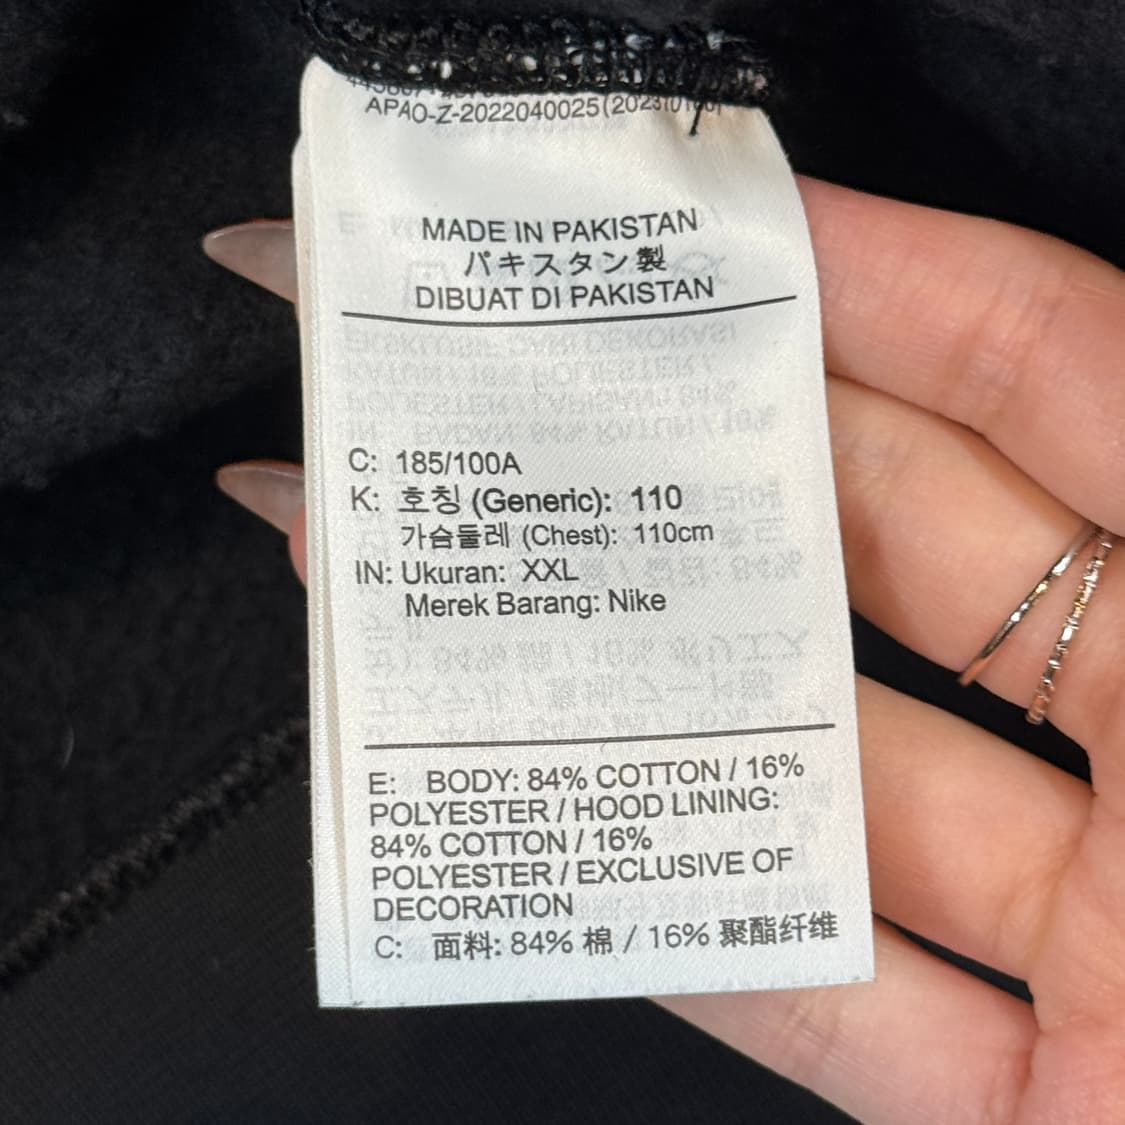 APAO-Z-2022040025(20231016)
MADE IN PAKISTAN
パキスタン製
DIBUAT DI PAKISTAN
C: 185/100A
K: 호칭 (Generic): 110
가슴둘레 (Chest): 110cm
IN: Ukuran: XXL
Merek Barang: Nike
E: BODY: 84% COTTON / 16%
POLYESTER / HOOD LINING:
84% COTTON / 16%
POLYESTER / EXCLUSIVE OF
DECORATION
C: 面料: 84% 棉 / 16% 聚酯纤维